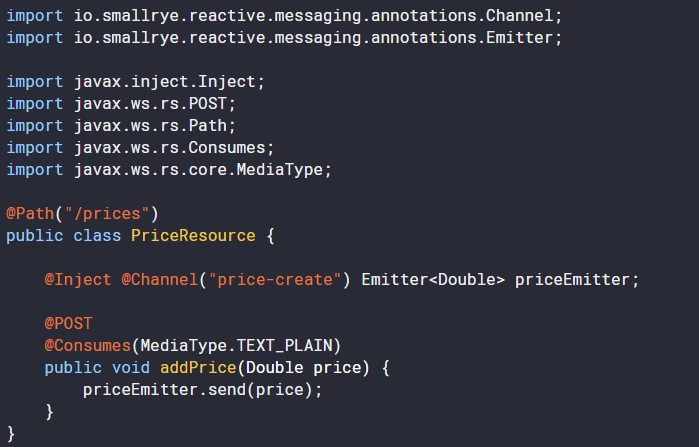 import io.smallrye.reactive.messaging.annotations.Channel;
import io.smallrye.reactive.messaging.annotations.Emitter;
import javax.inject.Inject;
import javax.ws.rs.POST;
import javax.ws.rs.Path;
import javax.ws.rs.Consumes;
import javax.ws.rs.core.MediaType;
@Path("/prices")
public class PriceResource {
    @Inject @Channel("price-create") Emitter<Double> priceEmitter;
    @POST
    @Consumes(MediaType.TEXT_PLAIN)
    public void addPrice(Double price) {
        priceEmitter.send(price);
    }
}